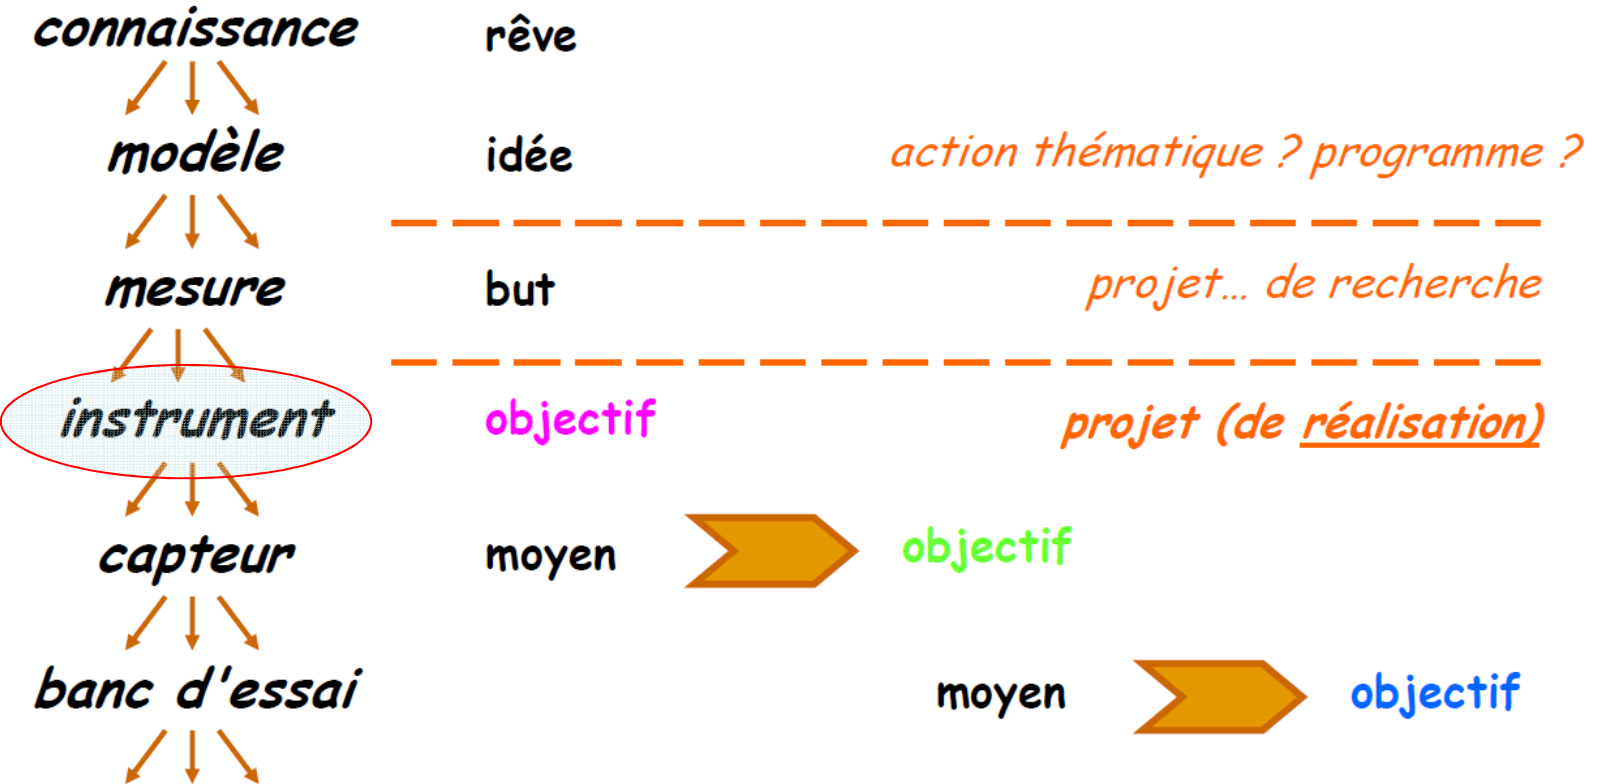 connaissance rêve
modèle idée action thématique ? programme ?
mesure but projet... de recherche
instrument objectif projet (de réalisation)
capteur moyen objectif
banc d'essai moyen objectif